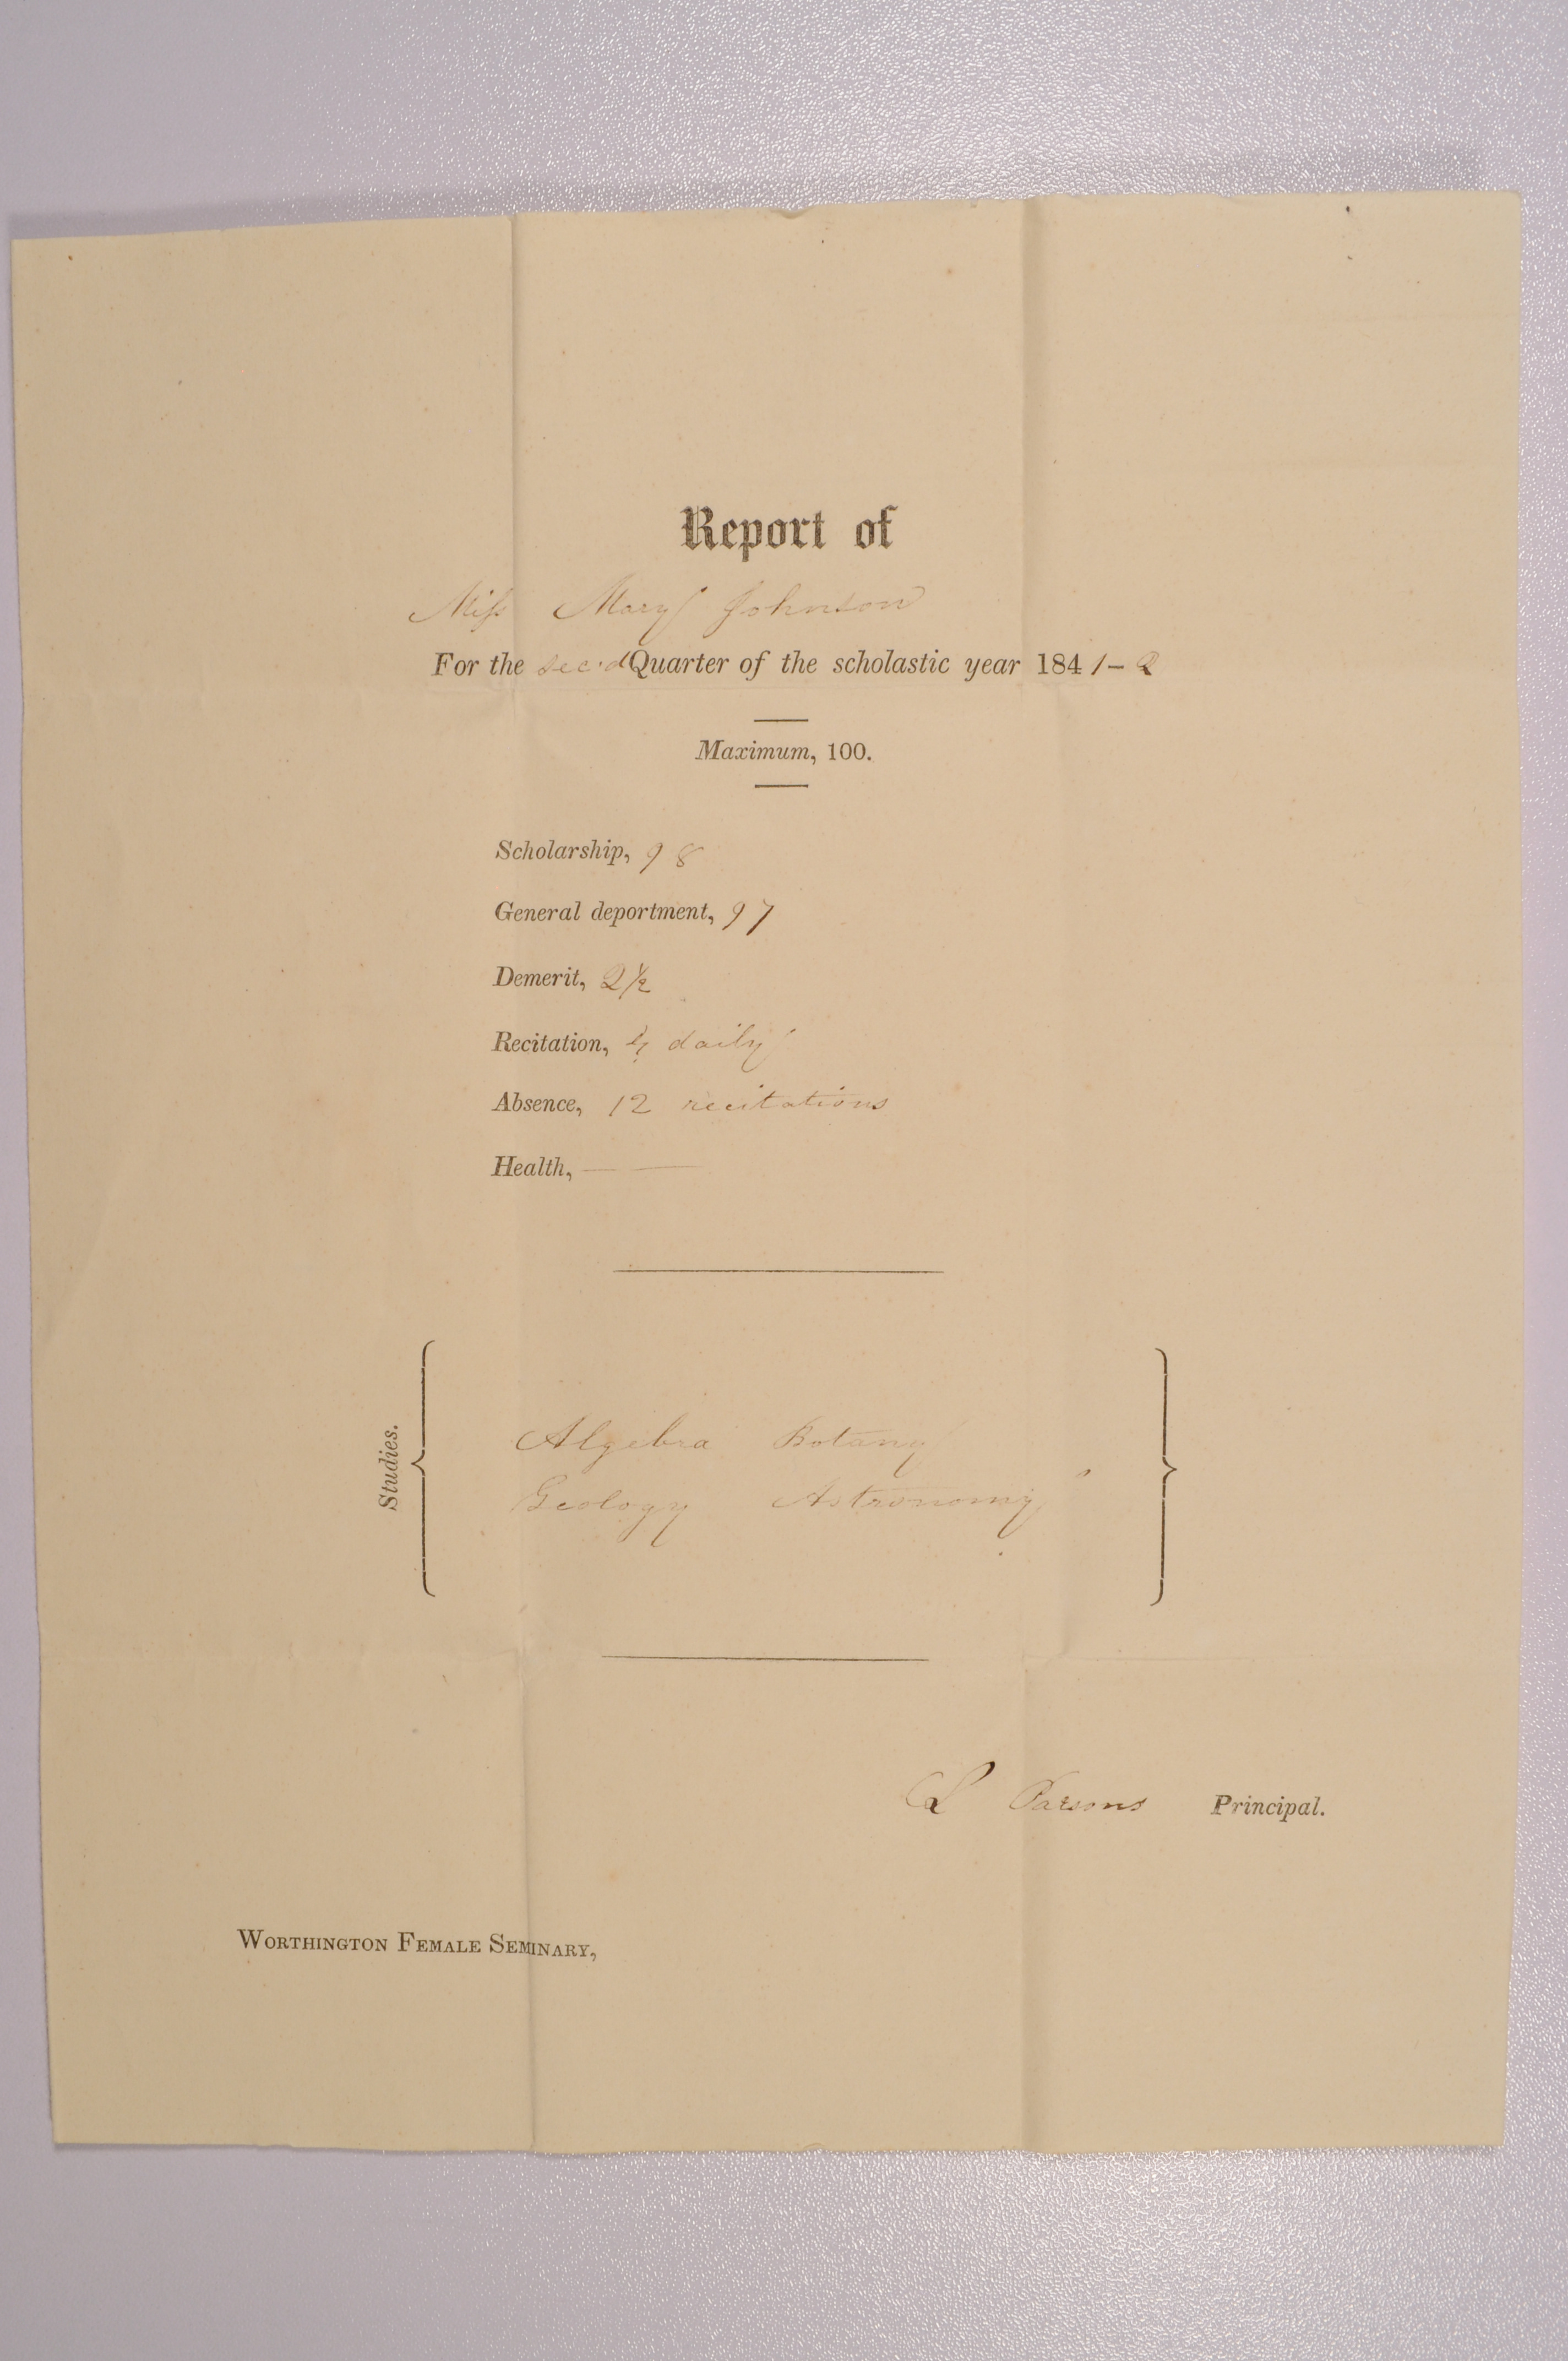 Report of
Miss Mary Johnson
For the sec.d Quarter of the scholastic year 1841-2
Maximum, 100.
Scholarship, 98
General deportment, 97
Demerit, 2½
Recitation, 4 daily
Absence, 12 recitations
Health, — —
Studies.
Algebra Botany
Geology Astronomy
Parsons Principal.
Worthington Female Seminary,